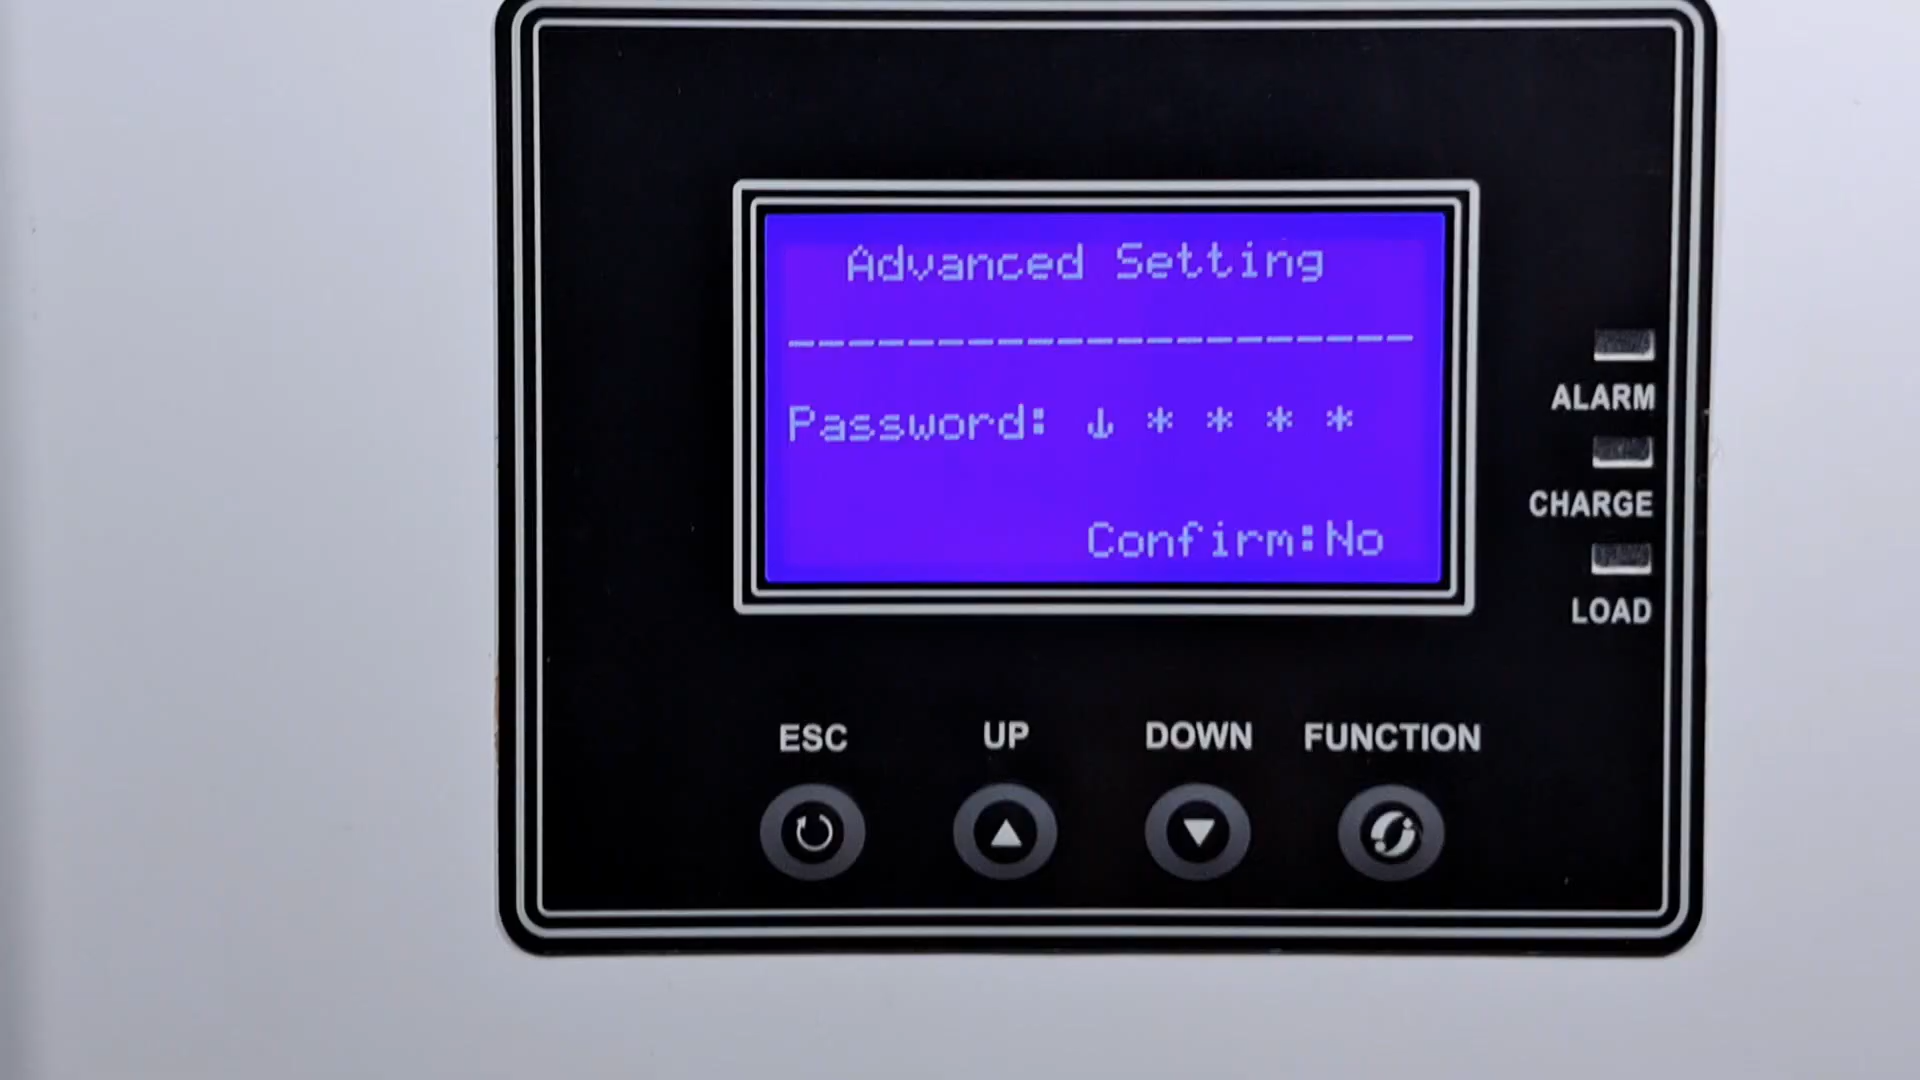 Advanced Setting
---------------------
Password: ↓ * * * *
Confirm:No
ALARM
CHARGE
LOAD
ESC UP DOWN FUNCTION